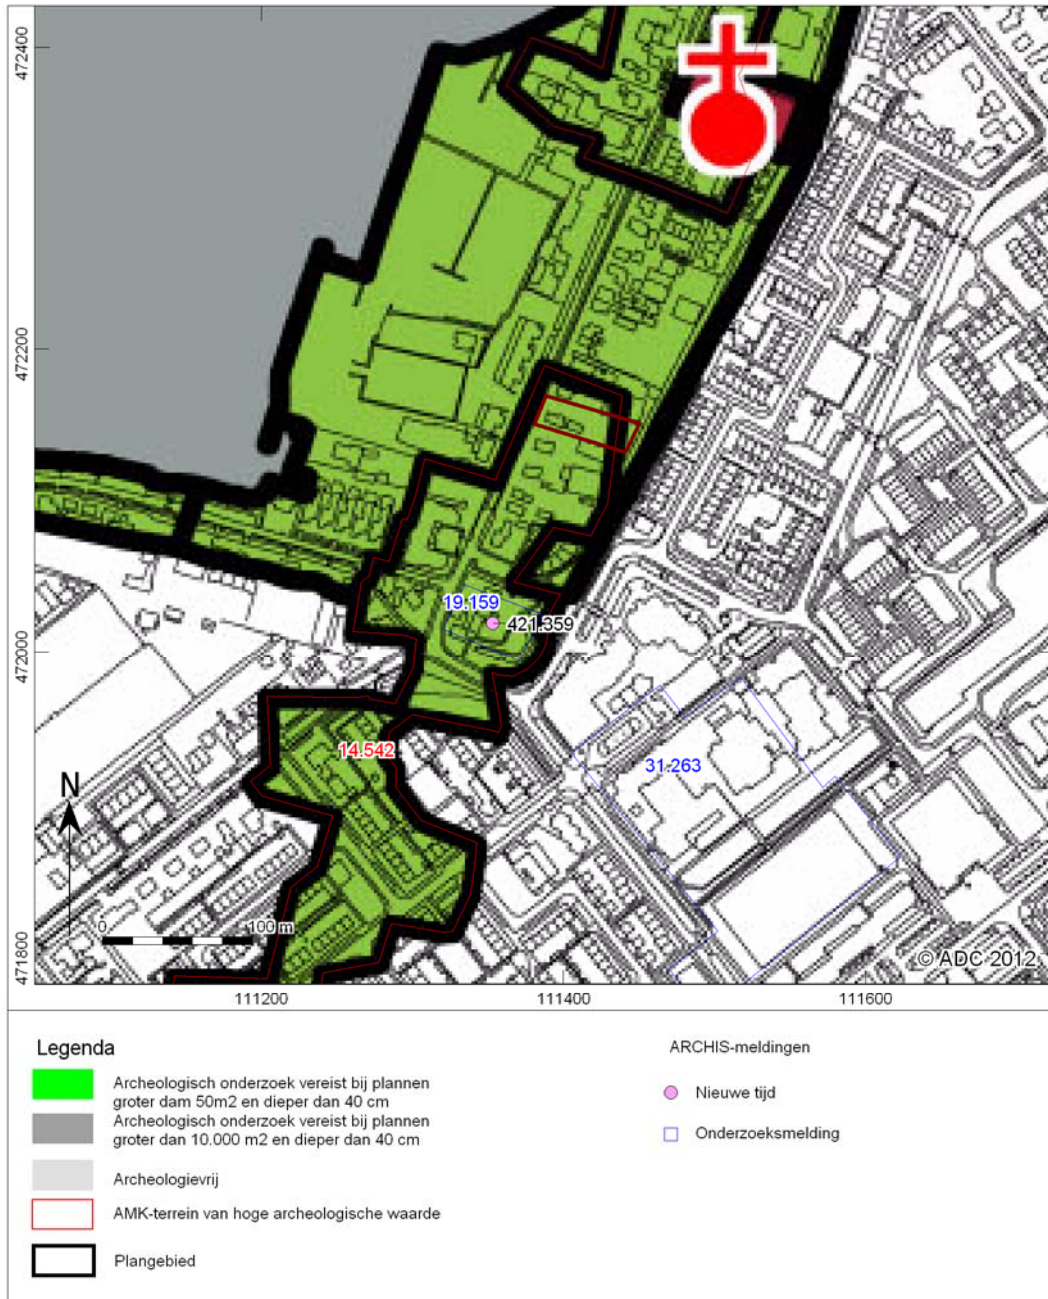 472400
472200
472000
471800
19.159
421.359
14.542
31.263
N
0
100 m
© ADC 2012
111200
111400
111600
Legenda
Archeologisch onderzoek vereist bij plannen
groter dam 50m2 en dieper dan 40 cm
Archeologisch onderzoek vereist bij plannen
groter dan 10.000 m2 en dieper dan 40 cm
Archeologievrij
AMK-terrein van hoge archeologische waarde
Plangebied
ARCHIS-meldingen
Nieuwe tijd
Onderzoeksmelding